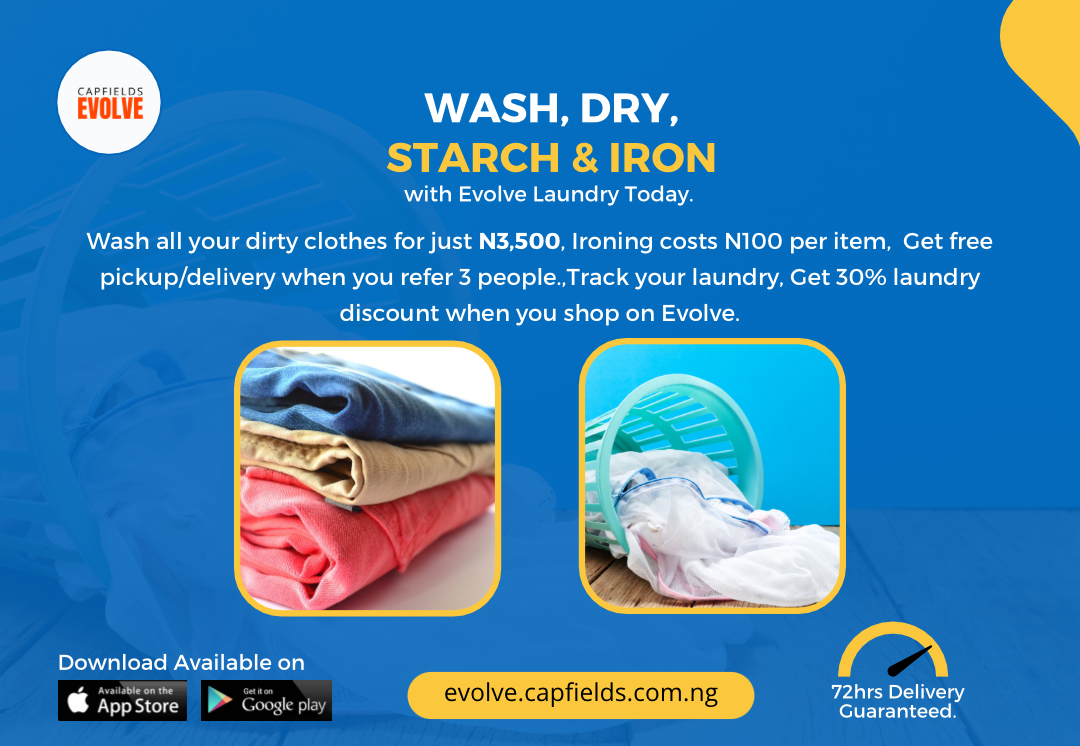 CAPFIELDS
EVOLVE
WASH, DRY,
STARCH & IRON
with Evolve Laundry Today.
Wash all your dirty clothes for just N3,500, Ironing costs N100 per item,  Get free
pickup/delivery when you refer 3 people.,Track your laundry, Get 30% laundry
discount when you shop on Evolve.
Download Available on
Available on the
App Store
Get it on
Google play
evolve.capfields.com.ng
72hrs Delivery
Guaranteed.